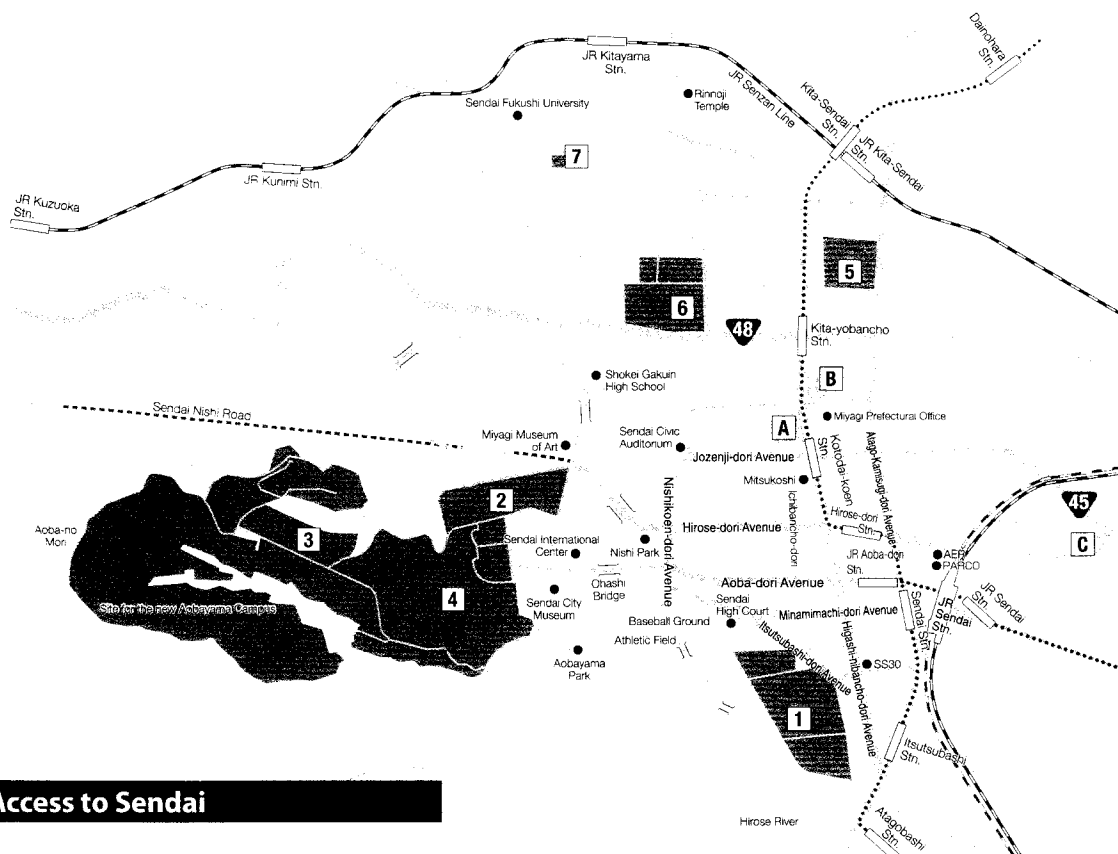 Dainohara
Stn.
JR Kitayama
Stn.
JR Senzan Line
Rinnoji
Temple
Sendai Fukushi University
Kita-Sendai
Stn.
JR Kita-Sendai
Stn.
7
JR Kunimi Stn.
JR Kuzuoka
Stn.
5
6
48
Kita-yobancho
Stn.
Shokei Gakuin
High School
B
Sendai Nishi Road
Miyagi Prefectural Office
A
Miyagi Museum
of Art
Sendai Civic
Auditorium
Jozenji-dori Avenue
Kotodai-koen
Stn.
Atago-Kamisugi-dori Avenue
Mitsukoshi
Ichibancho-dori
2
Nishikoen-dori Avenue
45
Hirose-dori Avenue
Hirose-dori
Stn.
C
Aoba-no
Mori
3
Sendai International
Center
Nishi Park
JR Aoba-dori
Stn.
AER
PARCO
Ohashi
Bridge
Aoba-dori Avenue
4
Site for the new Aobayama Campus
Sendai City
Museum
Sendai
High Court
Minamimachi-dori Avenue
Sendai Stn.
JR
Sendai
Stn.
JR Sendai
Stn.
Baseball Ground
Athletic Field
Itsutsubashi-dori Avenue
Higashi-nibancho-dori Avenue
Aobayama
Park
SS30
1
Itsutsubashi
Stn.
Access to Sendai
Hirose River
Atagobashi
Stn.